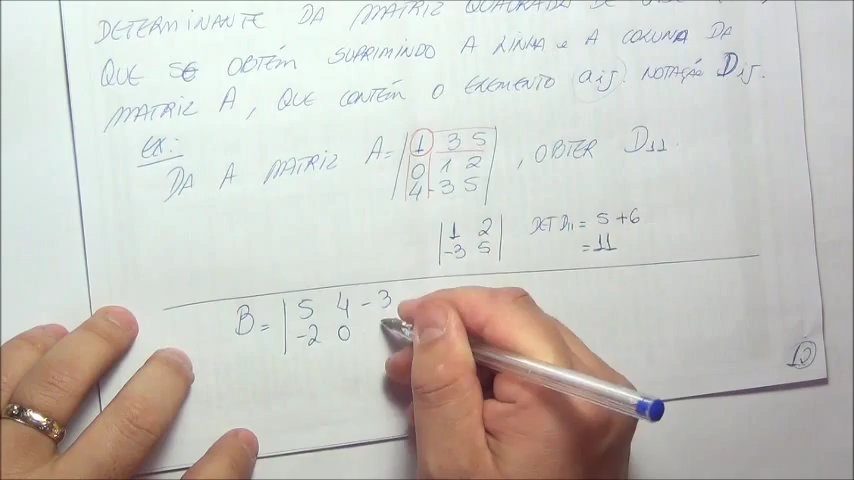 DETERMINANTE DA MATRIZ QUADRADA DE
QUE SE OBTÉM SUPRIMINDO A LINHA e A COLUNA DA
MATRIZ A, QUE CONTÉM O ELEMENTO aij. NOTAÇÃO Dij.
ex:
DA A MATRIZ A= | 1 3 5 | , OBTER D11.
| 0 1 2 |
| 4 -3 5 |
| 1 2 | DET D11 = 5 +6
| -3 5 | = 11
B = | 5 4 -3
| -2 0